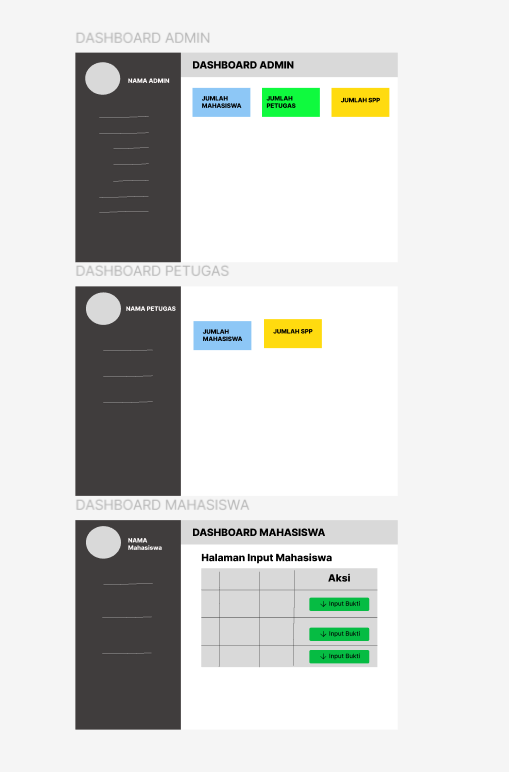 DASHBOARD ADMIN
NAMA ADMIN
DASHBOARD ADMIN
JUMLAH
MAHASISWA
JUMLAH
PETUGAS
JUMLAH SPP
DASHBOARD PETUGAS
NAMA PETUGAS
JUMLAH
MAHASISWA
JUMLAH SPP
DASHBOARD MAHASISWA
NAMA
Mahasiswa
DASHBOARD MAHASISWA
Halaman Input Mahasiswa
Aksi
Input Bukti
Input Bukti
Input Bukti